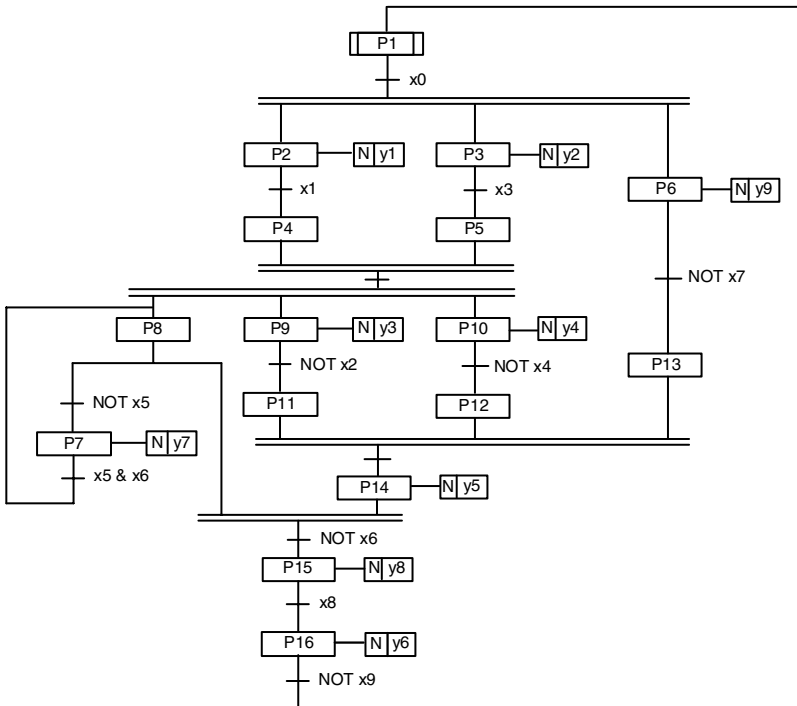 P1
x0
P2 N y1 P3 N y2
P6 N y9
x1 x3
P4 P5
NOT x7
P8 P9 N y3 P10 N y4
NOT x2 NOT x4 P13
NOT x5 P11 P12
P7 N y7
x5 & x6
P14 N y5
NOT x6
P15 N y8
x8
P16 N y6
NOT x9